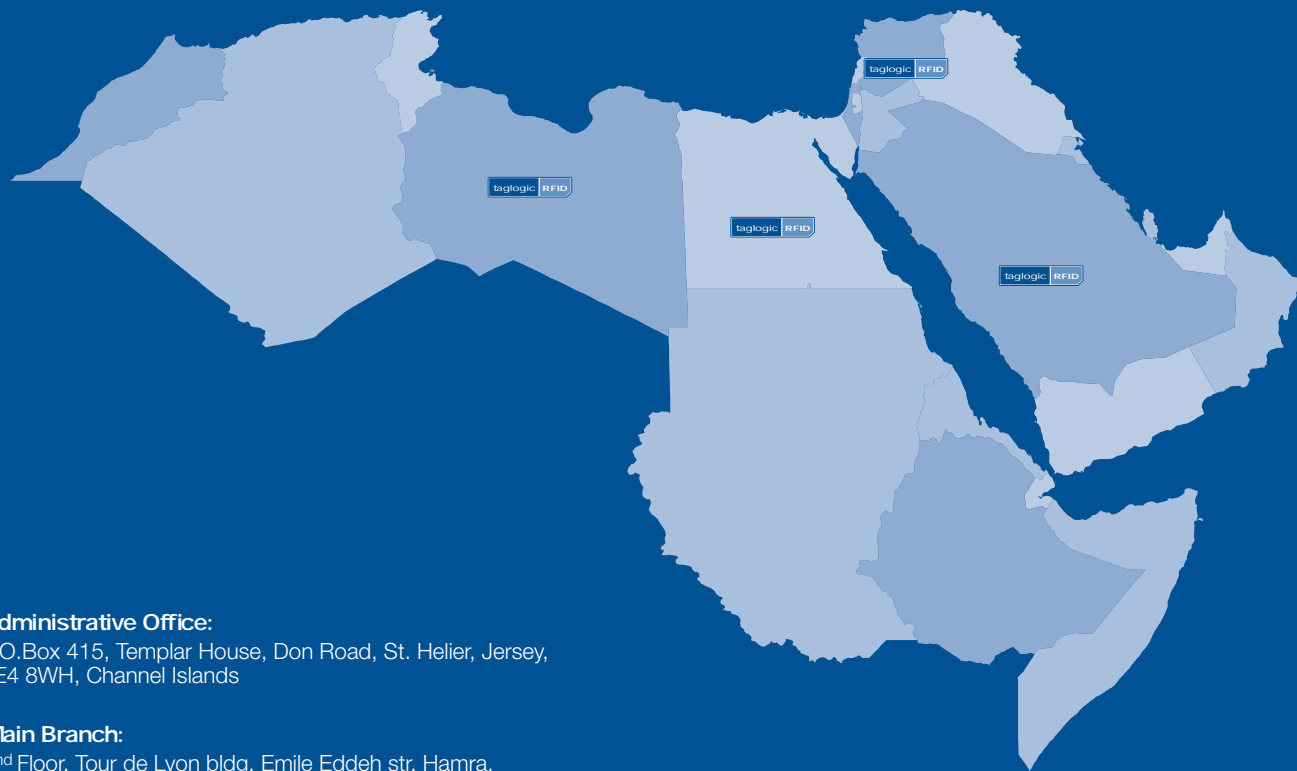 taglogic RFID
taglogic RFID
taglogic RFID
taglogic RFID
dministrative Office:
O.Box 415, Templar House, Don Road, St. Helier, Jersey,
E4 8WH, Channel Islands
Main Branch:
nd Floor, Tour de Lyon bldg, Emile Eddeh str. Hamra,